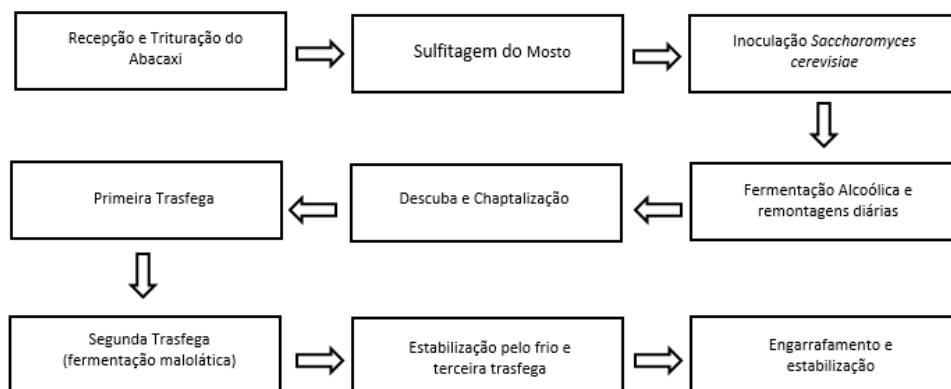 Recepção e Trituração do
Abacaxi
Sulfitagem do Mosto
Inoculação Saccharomyces
cerevisiae
Fermentação Alcoólica e
remontagens diárias
Descuba e Chaptalização
Primeira Trasfega
Segunda Trasfega
(fermentação malolática)
Estabilização pelo frio e
terceira trasfega
Engarrafamento e
estabilização